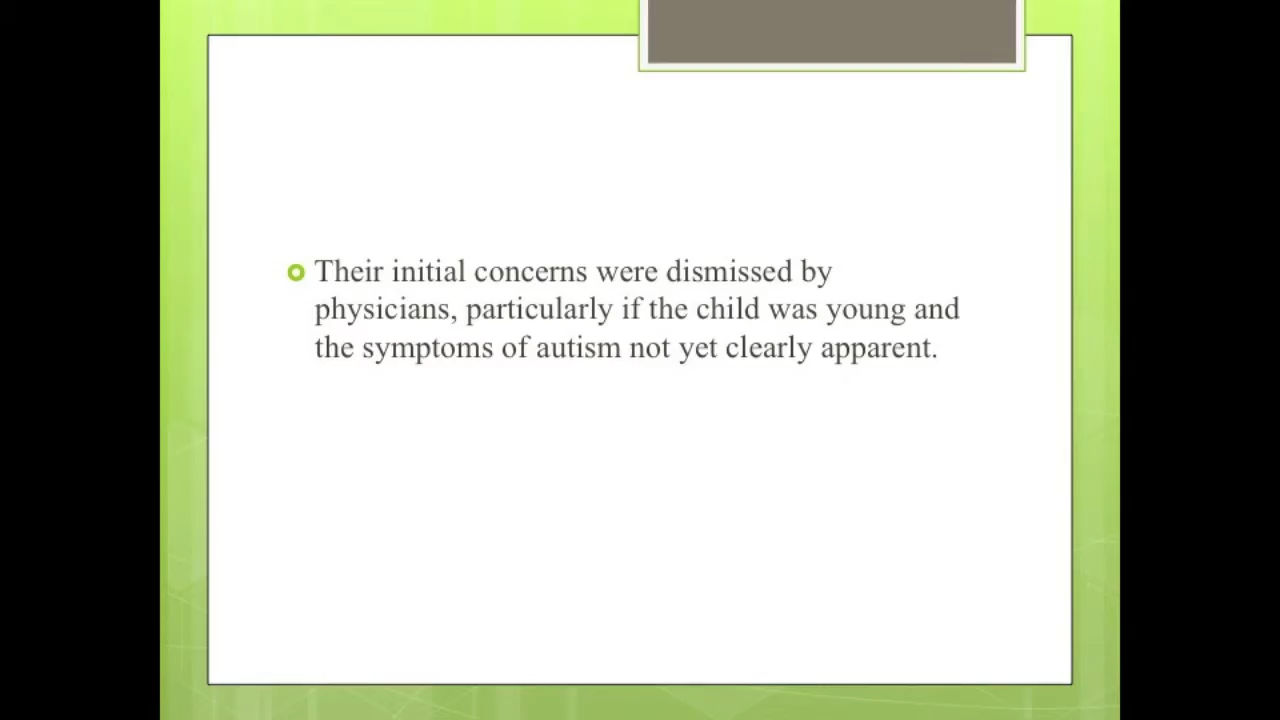 Their initial concerns were dismissed by
physicians, particularly if the child was young and
the symptoms of autism not yet clearly apparent.